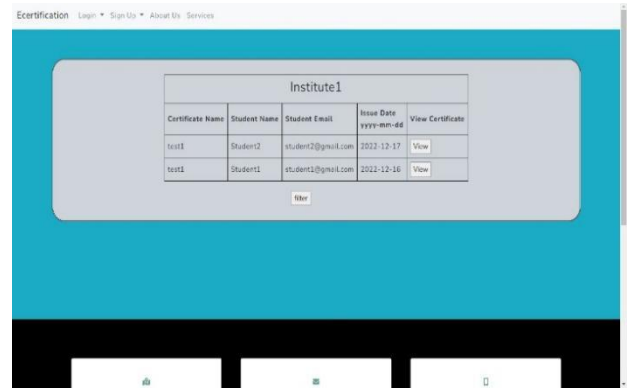 Ecertification Login Sign Up About Us Services
Institute1
Certificate Name Student Name Student Email Issue Date yyyy-mm-dd View Certificate
test1 Student2 student2@gmail.com 2022-12-17 View
test1 Student1 student1@gmail.com 2022-12-16 View
filter